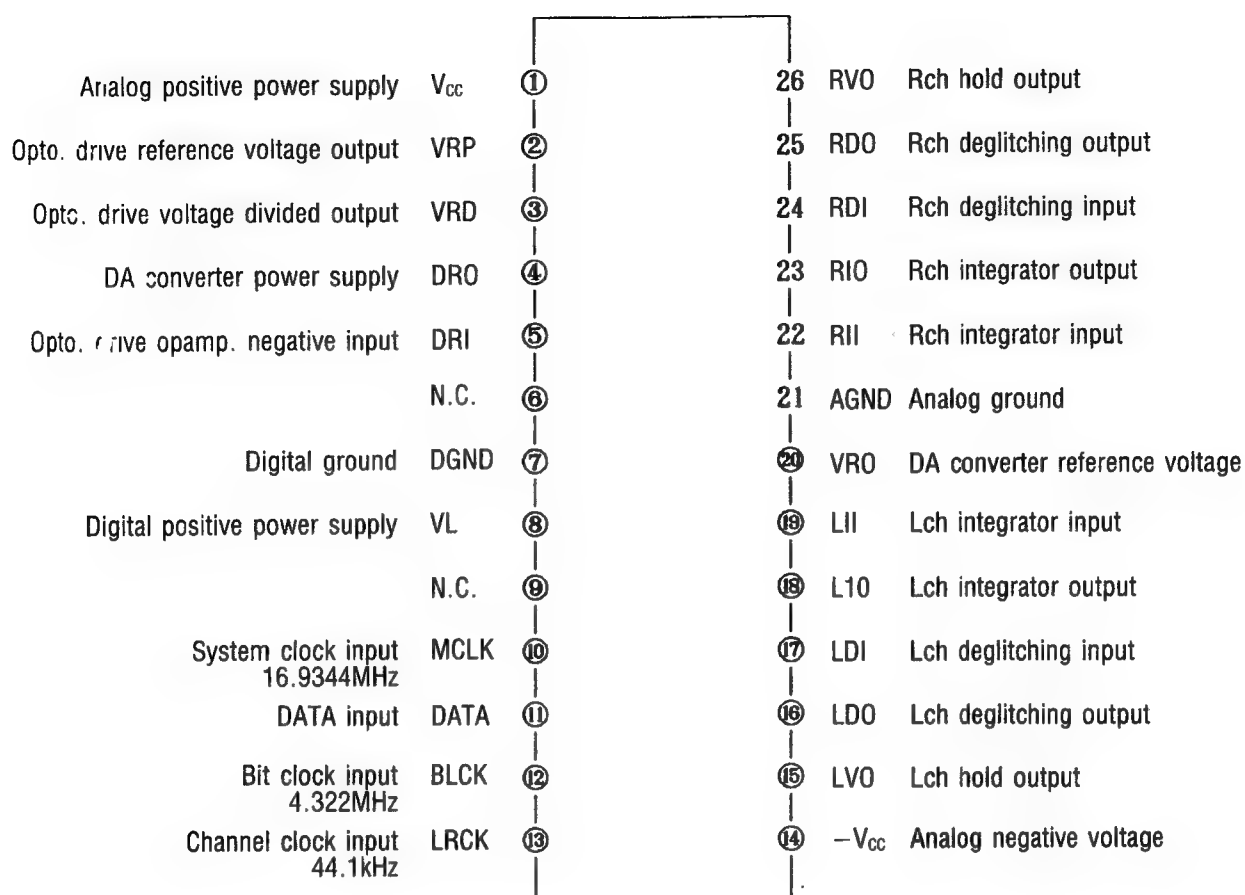 Analog positive power supply Vcc ① 26 RVO Rch hold output
Opto. drive reference voltage output VRP ② 25 RDO Rch deglitching output
Opto. drive voltage divided output VRD ③ 24 RDI Rch deglitching input
DA converter power supply DRO ④ 23 RIO Rch integrator output
Opto. drive opamp. negative input DRI ⑤ 22 RII Rch integrator input
N.C. ⑥ 21 AGND Analog ground
Digital ground DGND ⑦ ⑳ VRO DA converter reference voltage
Digital positive power supply VL ⑧ ⑲ LII Lch integrator input
N.C. ⑨ ⑱ L10 Lch integrator output
System clock input MCLK ⑩ ⑰ LDI Lch deglitching input
16.9344MHz
DATA input DATA ⑪ ⑯ LDO Lch deglitching output
Bit clock input BLCK ⑫ ⑮ LVO Lch hold output
4.322MHz
Channel clock input LRCK ⑬ ⑭ −Vcc Analog negative voltage
44.1kHz